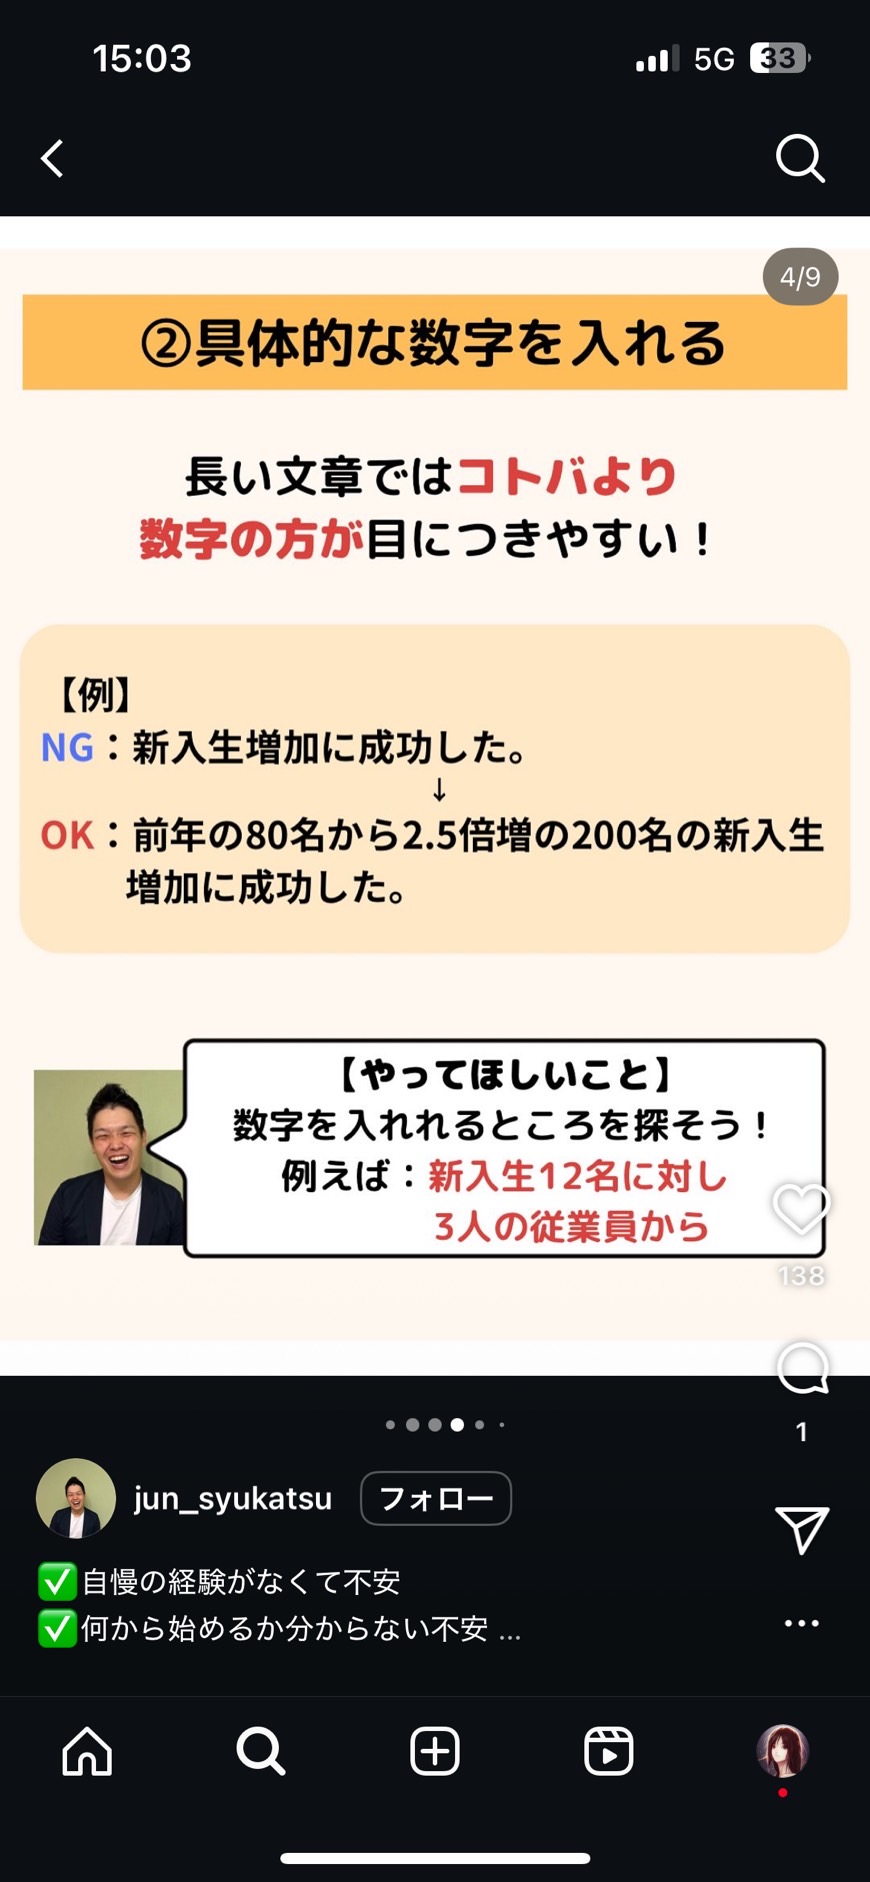 15:03
5G
33
4/9
②具体的な数字を入れる
長い文章ではコトバより
数字の方が目につきやすい！
【例】
NG：新入生増加に成功した。
↓
OK：前年の80名から2.5倍増の200名の新入生
増加に成功した。
【やってほしいこと】
数字を入れれるところを探そう！
例えば：新入生12名に対し
3人の従業員から
138
1
jun_syukatsu
フォロー
✅自慢の経験がなくて不安
✅何から始めるか分からない不安 ...